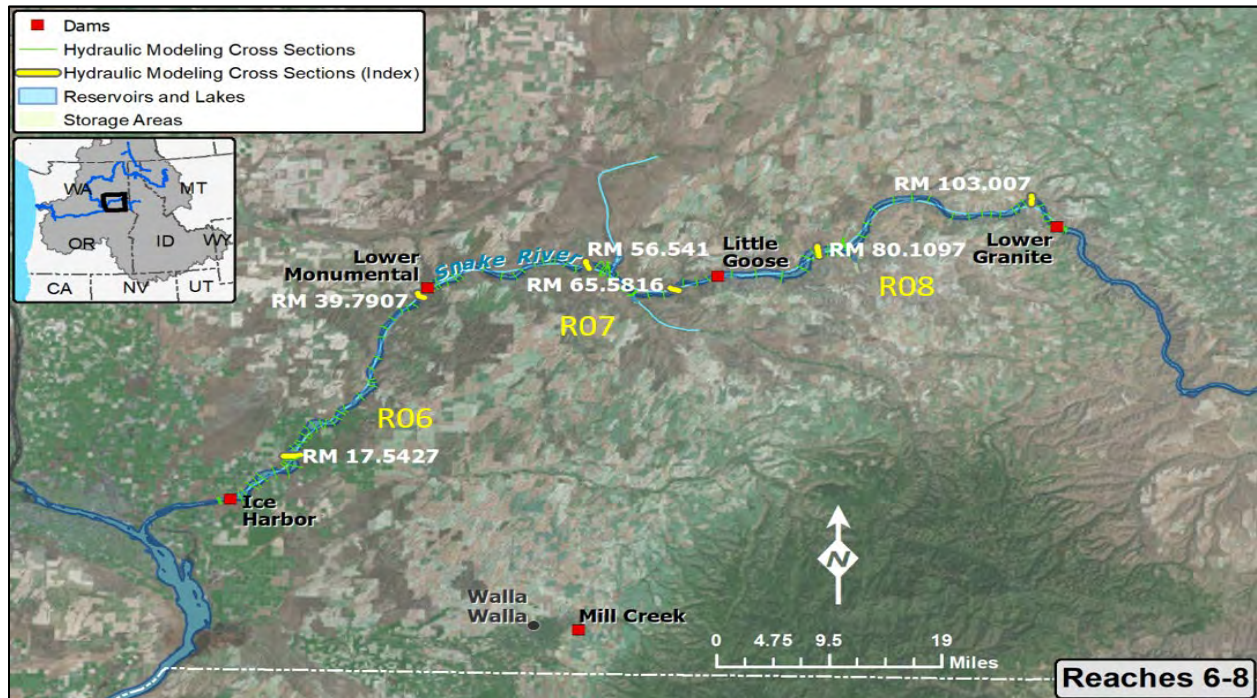 Dams
Hydraulic Modeling Cross Sections
Hydraulic Modeling Cross Sections (Index)
Reservoirs and Lakes
Storage Areas
WA
MT
OR
ID
WY
CA
NV
UT
RM 103.007
RM 56.541
Little
Goose
RM 80.1097
Lower
Granite
Lower
Monumental
Snake River
RM 65.5816
RM 39.7907
R08
R07
R06
RM 17.5427
Ice
Harbor
N
Walla
Walla
Mill Creek
0 4.75 9.5 19
Miles
Reaches 6-8